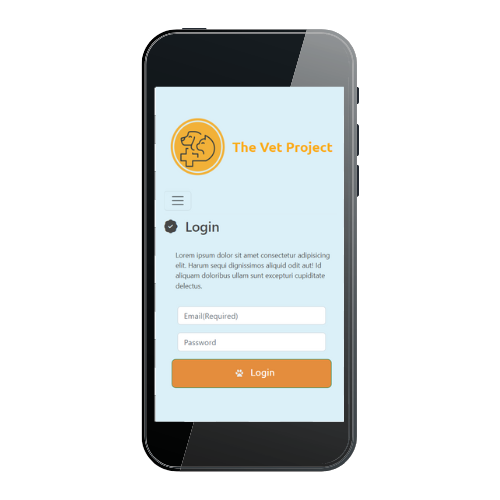 The Vet Project
Login
Lorem ipsum dolor sit amet consectetur adipisicing
elit. Harum sequi dignissimos aliquid odit aut! Id
aliquam doloribus ullam sunt excepturi cupiditate
delectus.
Email(Required)
Password
Login